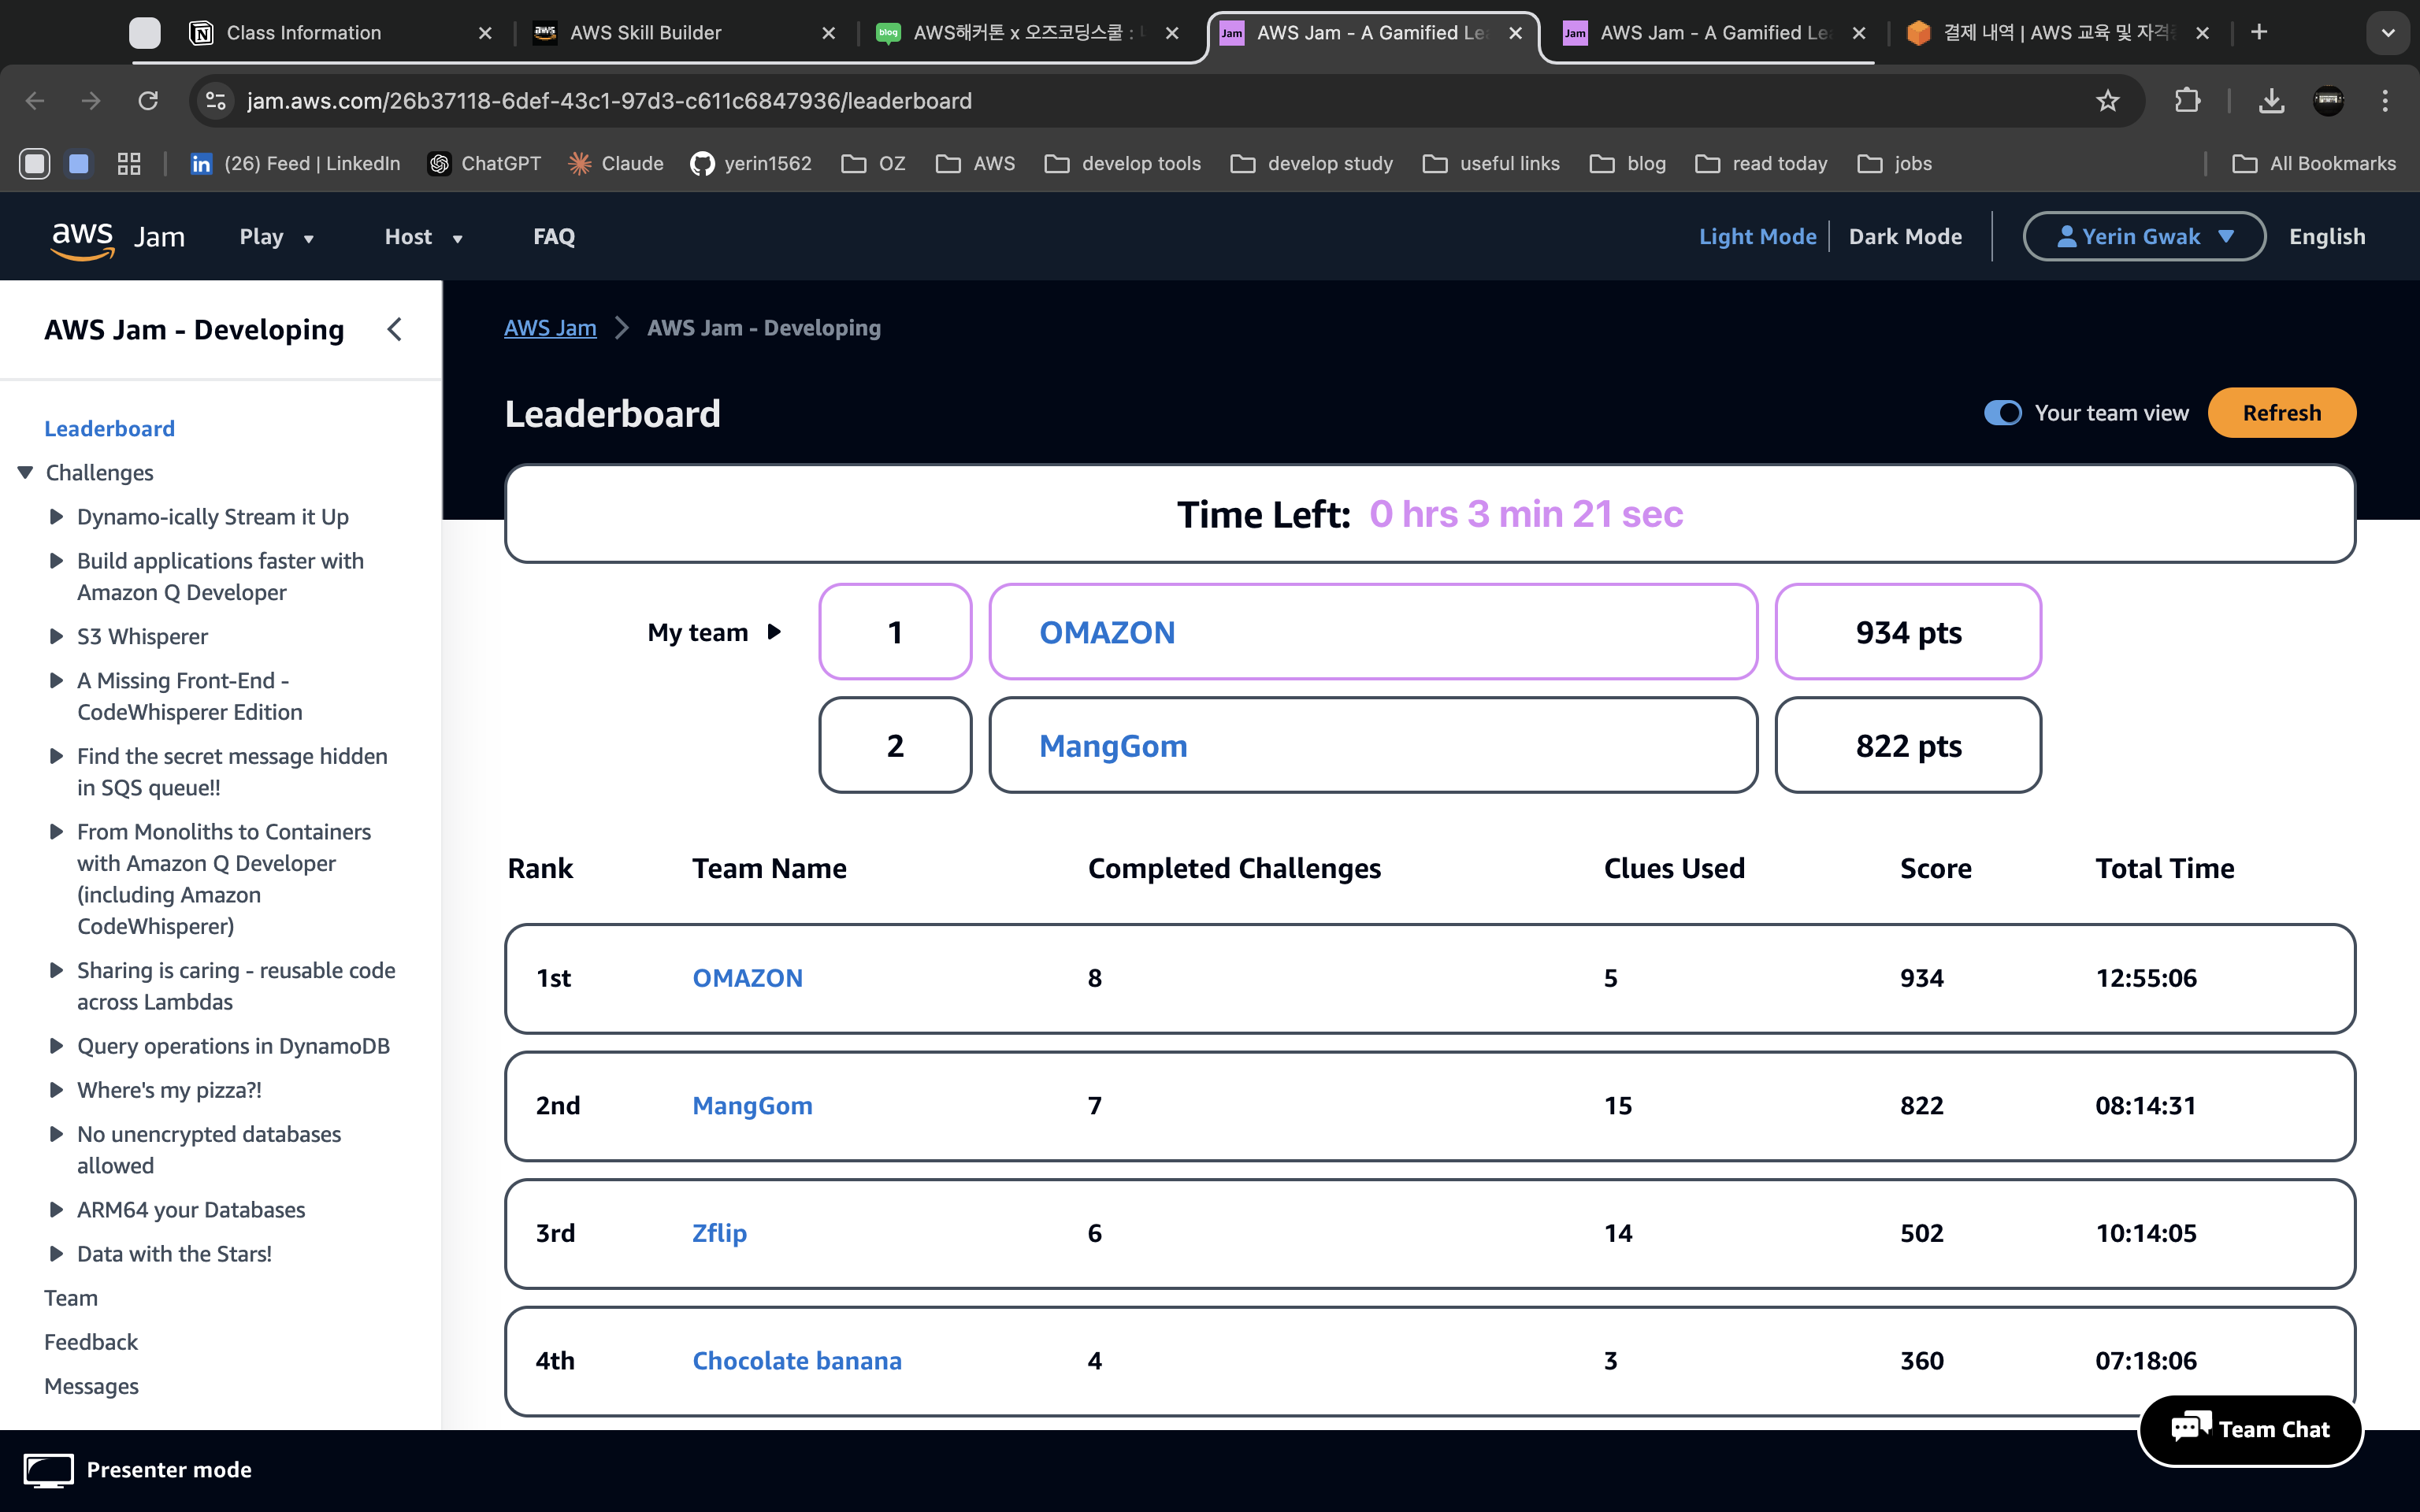 Class Information
AWS Skill Builder
AWS해커톤 x 오즈코딩스쿨 :
AWS Jam - A Gamified Le
AWS Jam - A Gamified Le
결제 내역 | AWS 교육 및 자격
jam.aws.com/26b37118-6def-43c1-97d3-c611c6847936/leaderboard
(26) Feed | LinkedIn
ChatGPT
Claude
yerin1562
OZ
AWS
develop tools
develop study
useful links
blog
read today
jobs
All Bookmarks
aws Jam
Play
Host
FAQ
Light Mode
Dark Mode
Yerin Gwak
English
AWS Jam - Developing
Leaderboard
Challenges
Dynamo-ically Stream it Up
Build applications faster with
Amazon Q Developer
S3 Whisperer
A Missing Front-End -
CodeWhisperer Edition
Find the secret message hidden
in SQS queue!!
From Monoliths to Containers
with Amazon Q Developer
(including Amazon
CodeWhisperer)
Sharing is caring - reusable code
across Lambdas
Query operations in DynamoDB
Where's my pizza?!
No unencrypted databases
allowed
ARM64 your Databases
Data with the Stars!
Team
Feedback
Messages
AWS Jam > AWS Jam - Developing
Leaderboard
Your team view
Refresh
Time Left: 0 hrs 3 min 21 sec
My team 1 OMAZON 934 pts
2 MangGom 822 pts
Rank Team Name Completed Challenges Clues Used Score Total Time
1st OMAZON 8 5 934 12:55:06
2nd MangGom 7 15 822 08:14:31
3rd Zflip 6 14 502 10:14:05
4th Chocolate banana 4 3 360 07:18:06
Team Chat
Presenter mode